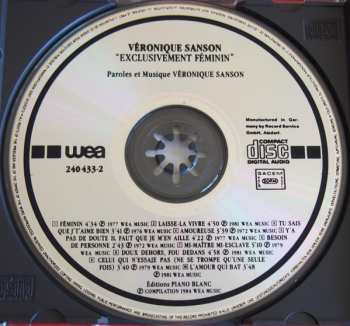 VÉRONIQUE SANSON
"EXCLUSIVEMENT FÉMININ"
Paroles et Musique VÉRONIQUE SANSON
wea
240 433-2
Manufactured in Ger-
many by Record Service
GmbH, Alsdorf.
COMPACT
disc
DIGITAL AUDIO
SACEM
FÉMININ 4'34 ℗ 1977 WEA MUSIC LAISSE-LA VIVRE 4'50 ℗ 1981 WEA MUSIC TU SAIS
QUE J'T'AIME BIEN 3'41 ℗ 1976 WEA MUSIC AMOUREUSE 3'39 ℗ 1972 WEA MUSIC Y'A
PAS DE DOUTE IL FAUT QUE JE M'EN AILLE 4'22 ℗ 1977 WEA MUSIC BESOIN
DE PERSONNE 2'43 ℗ 1972 WEA MUSIC MI-MAÎTRE MI-ESCLAVE 5'10 ℗ 1979
WEA MUSIC DOUX DEHORS, FOU DEDANS 4'58 ℗ 1981 WEA MUSIC
CELUI QUI N'ESSAIE PAS (NE SE TROMPE QU'UNE SEULE
FOIS) 3'40 ℗ 1979 WEA MUSIC L'AMOUR QUI BAT 3'48
℗ 1981 WEA MUSIC
Éditions PIANO BLANC
℗ COMPILATION 1984 WEA MUSIC